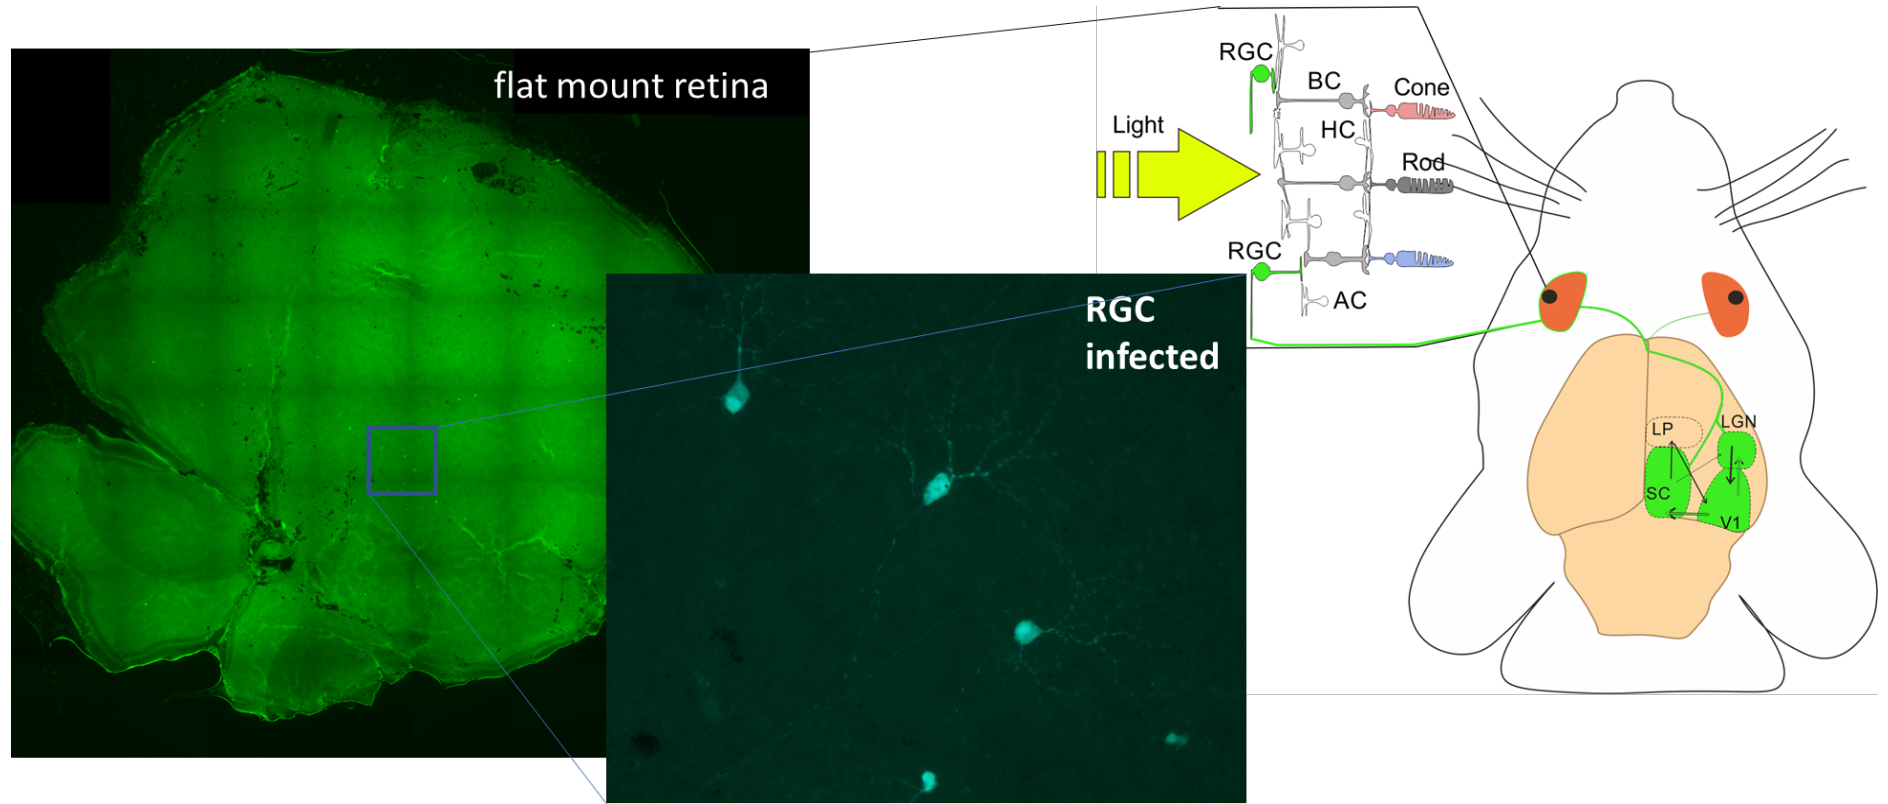 flat mount retina
RGC
infected
RGC
BC
Cone
Light
HC
Rod
RGC
AC
LP
LGN
SC
V1